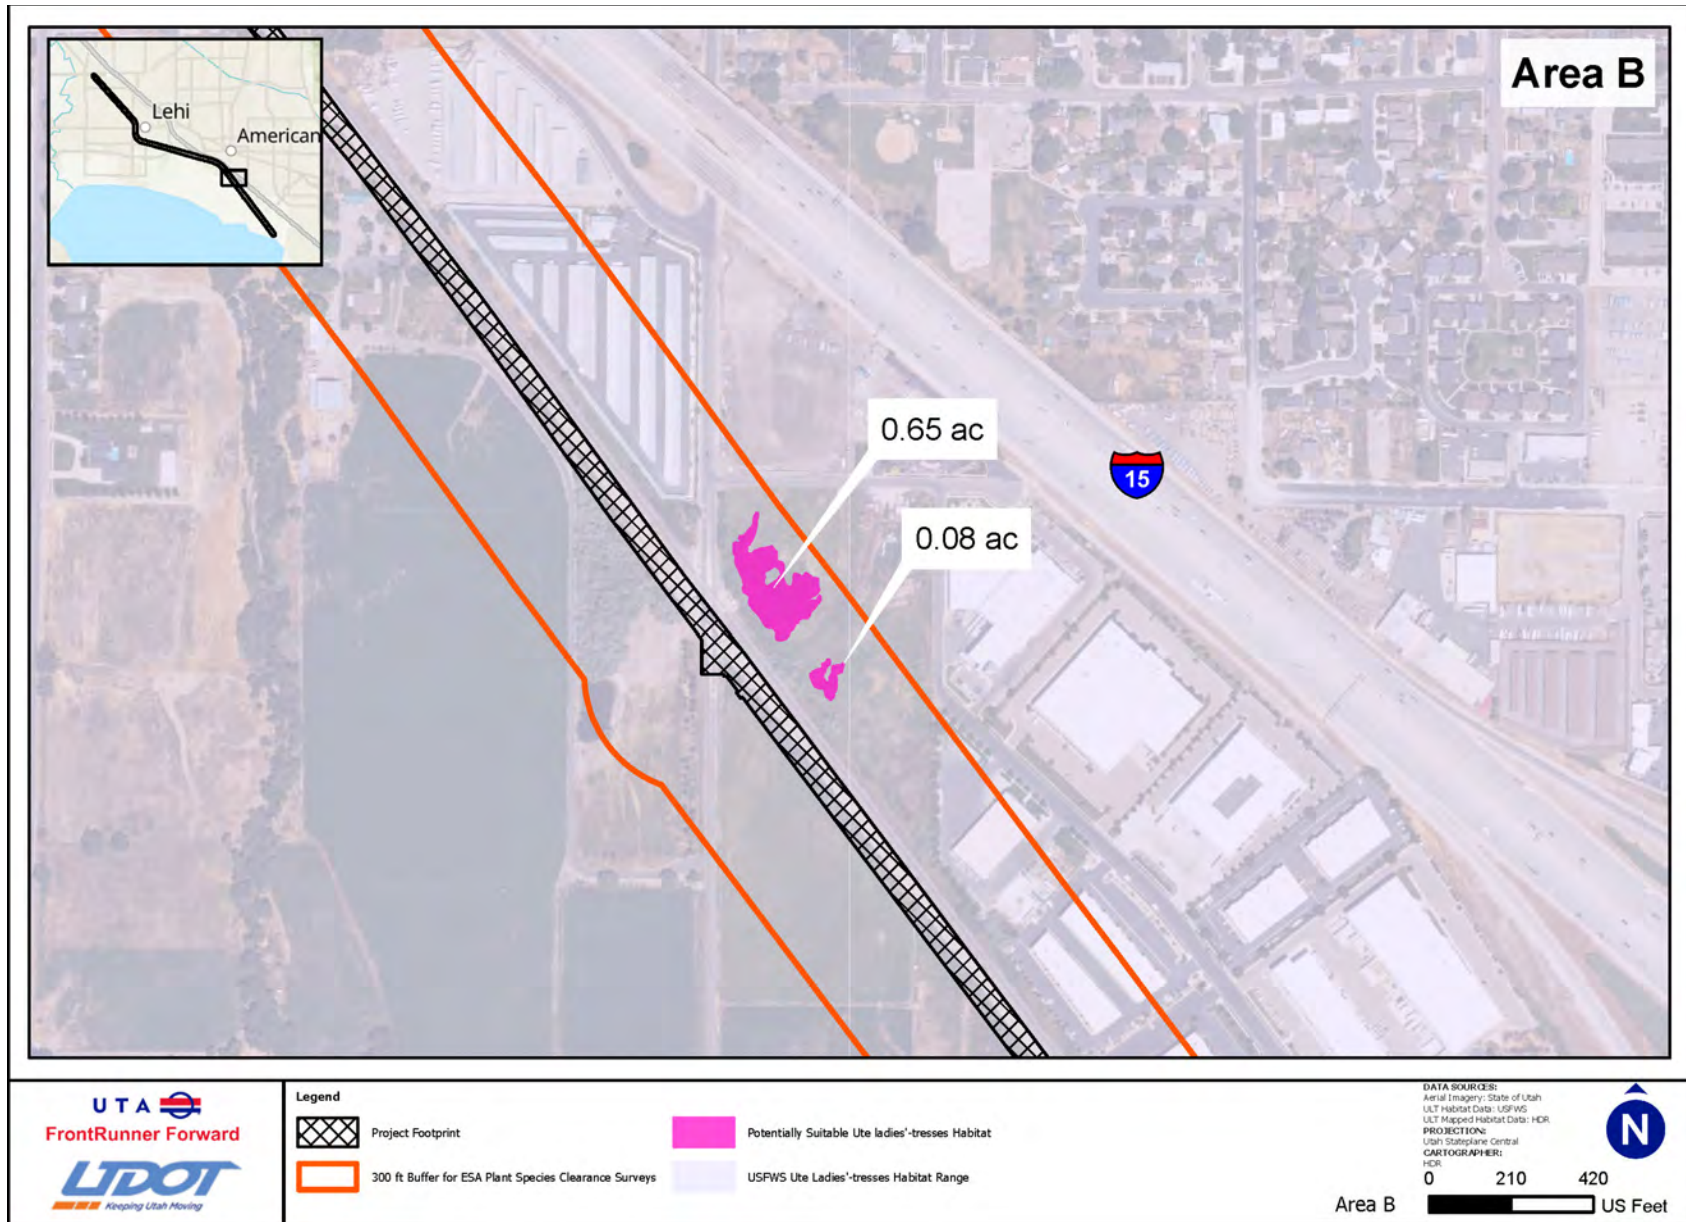 Area B
Lehi
American
0.65 ac
15
0.08 ac
UTA
FrontRunner Forward
UDOT
Keeping Utah Moving
Legend
Project Footprint
300 ft Buffer for ESA Plant Species Clearance Surveys
Potentially Suitable Ute ladies'-tresses Habitat
USFWS Ute Ladies'-tresses Habitat Range
DATA SOURCES:
Aerial Imagery: State of Utah
ULT Habitat Data: USFWS
ULT Mapped Habitat Data: HDR
PROJECTION:
Utah Stateplane Central
CARTOGRAPHER:
HDR
N
0 210 420
US Feet
Area B